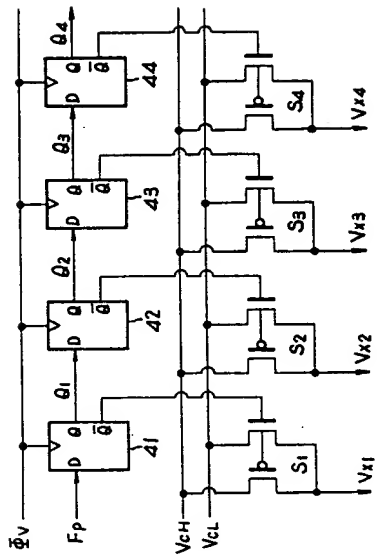 ΦV
FP
VCH
VCL
D Q Q̅
41
Q1
D Q Q̅
42
Q2
D Q Q̅
43
Q3
D Q Q̅
44
Q4
S1
S2
S3
S4
VX1
VX2
VX3
VX4